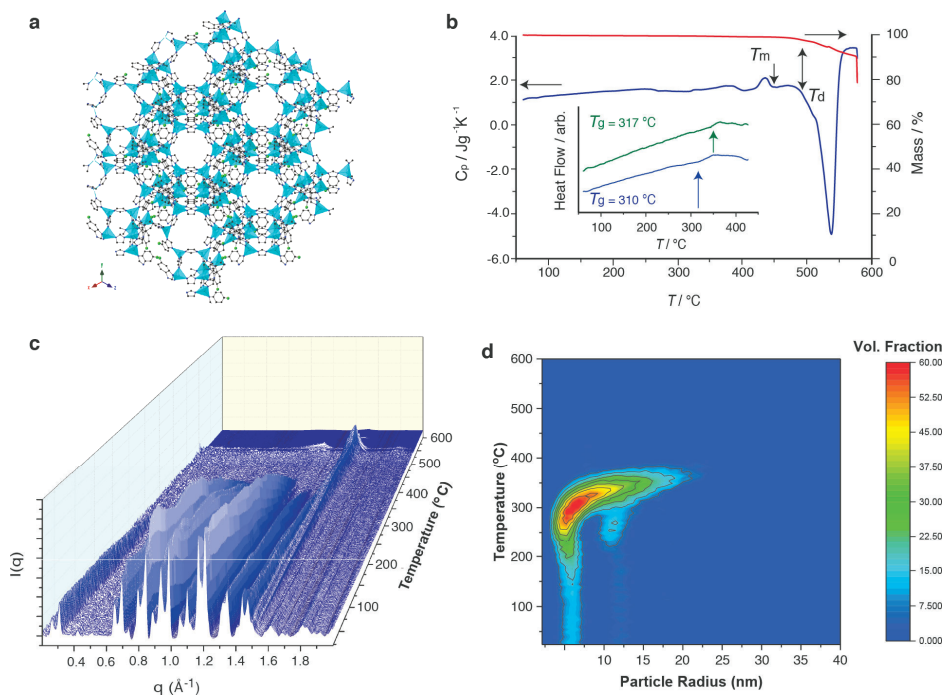 a
b
4.0
2.0
0.0
-2.0
-4.0
-6.0
Cp / Jg⁻¹K⁻¹
100
80
60
40
20
0
Mass / %
Tm
Td
Tg = 317 °C
Tg = 310 °C
Heat Flow / arb.
100 200 300 400
T / °C
100 200 300 400 500 600
T / °C
c
I(q)
0.4 0.6 0.8 1.0 1.2 1.4 1.6 1.8
q (Å⁻¹)
600
500
400
300
200
100
Temperature (°C)
d
Vol. Fraction
60.00
52.50
45.00
37.50
30.00
22.50
15.00
7.500
0.000
600
500
400
300
200
100
Temperature (°C)
5 10 15 20 25 30 35 40
Particle Radius (nm)